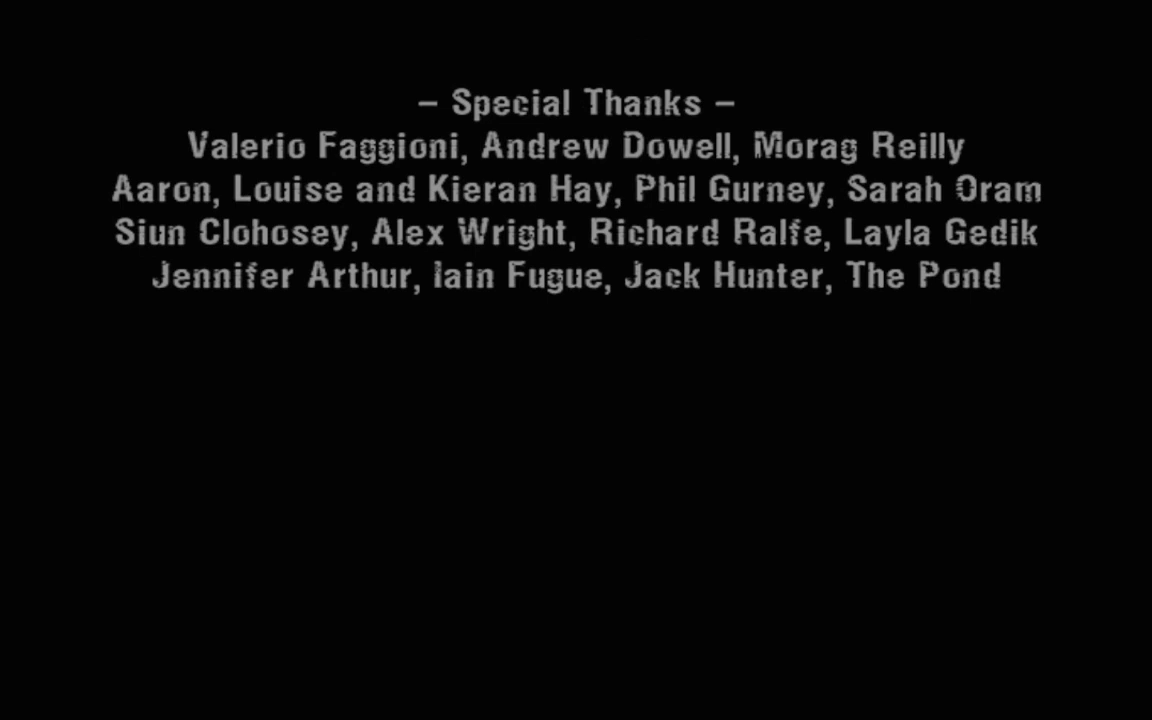 – Special Thanks –
Valerio Faggioni, Andrew Dowell, Morag Reilly
Aaron, Louise and Kieran Hay, Phil Gurney, Sarah Oram
Siun Clohosey, Alex Wright, Richard Ralfe, Layla Gedik
Jennifer Arthur, Iain Fugue, Jack Hunter, The Pond